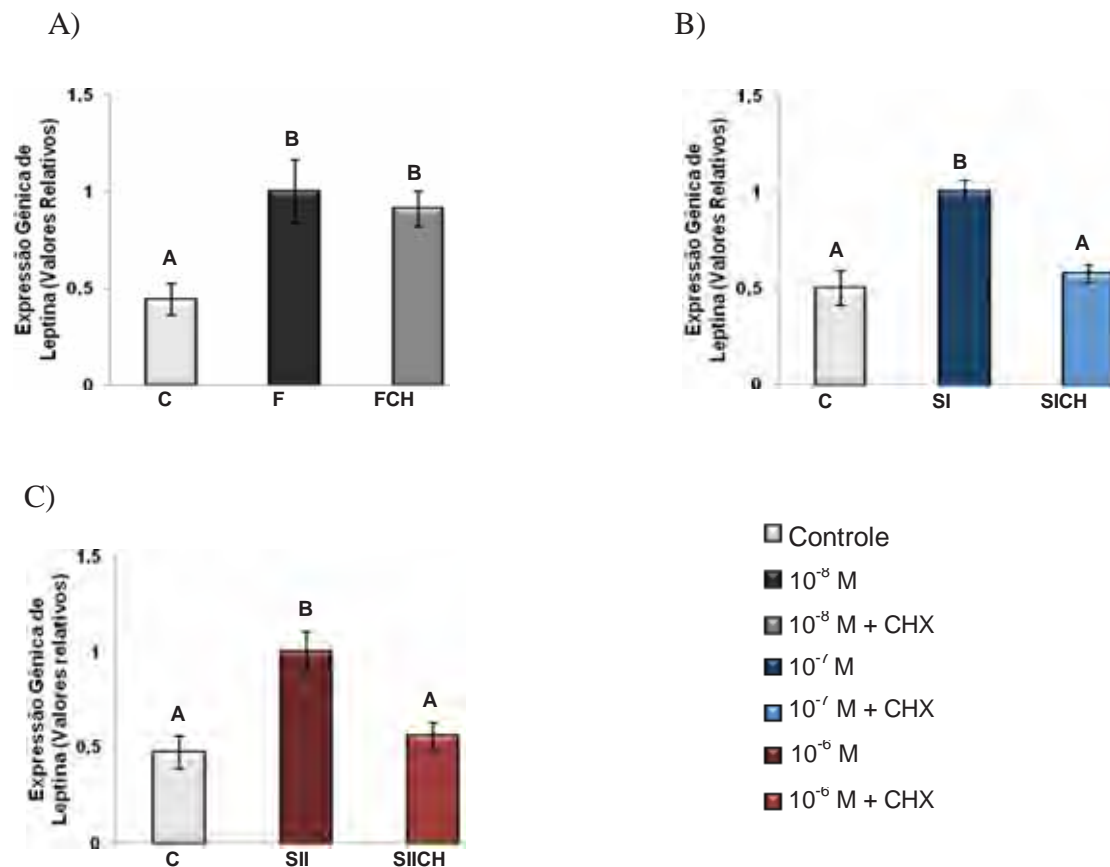 A)
Expressão Gênica de
Leptina (Valores Relativos)
1.5
1
0.5
0
A
B
B
C
F
FCH
B)
Expressão Gênica de
Leptina (Valores Relativos)
1.5
1
0.5
0
A
B
A
C
SI
SICH
C)
Expressão Gênica de
Leptina (Valores relativos)
1.5
1
0.5
0
A
B
A
C
SII
SIICH
Controle
10⁻⁸ M
10⁻⁸ M + CHX
10⁻⁷ M
10⁻⁷ M + CHX
10⁻⁶ M
10⁻⁶ M + CHX